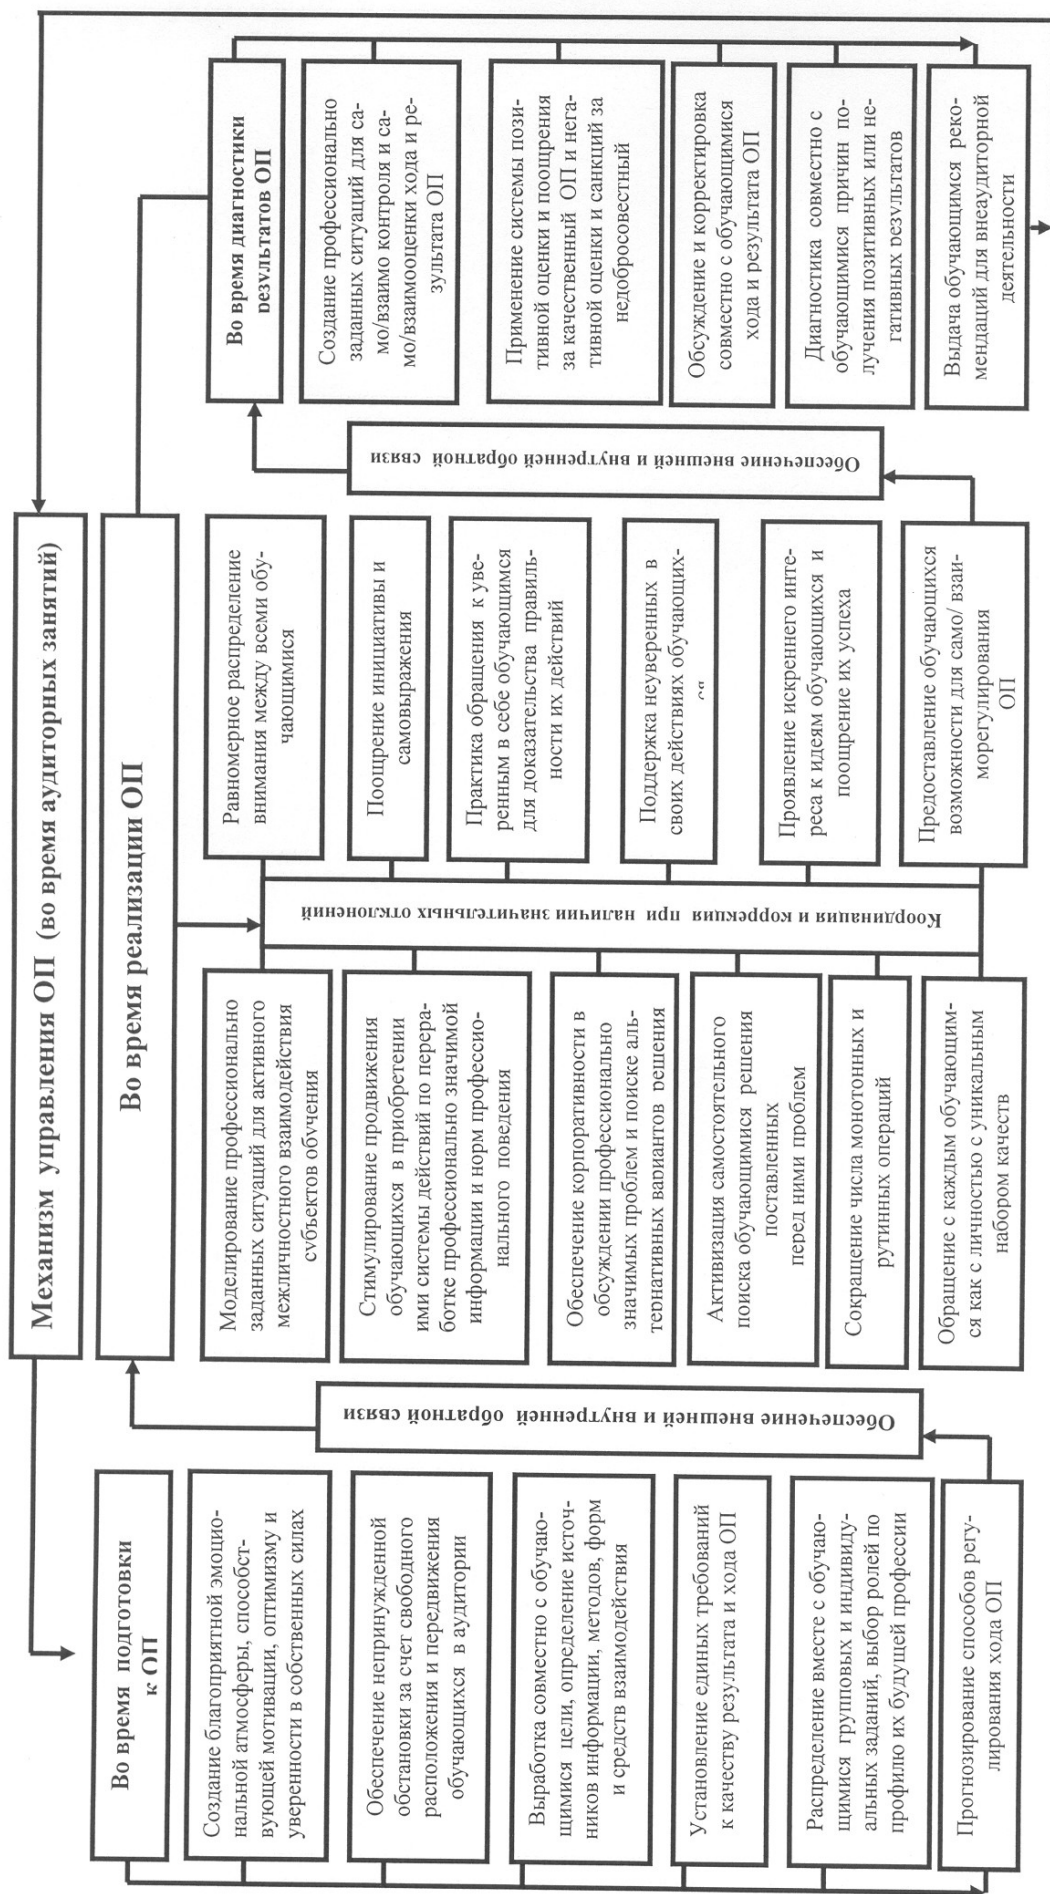 Механизм управления ОП (во время аудиторных занятий)
Во время подготовки
к ОП
Создание благоприятной эмоцио-
нальной атмосферы, способст-
вующей мотивации, оптимизму и
уверенности в собственных силах
Обеспечение непринужденной
обстановки за счет свободного
расположения и передвижения
обучающихся в аудитории
Выработка совместно с обучаю-
щимися цели, определение источ-
ников информации, методов, форм
и средств взаимодействия
Установление единых требований
к качеству результата и хода ОП
Распределение вместе с обучаю-
щимися групповых и индивиду-
альных заданий, выбор ролей по
профилю их будущей профессии
Прогнозирование способов регу-
лирования хода ОП
Обеспечение внешней и внутренней обратной связи
Во время реализации ОП
Моделирование профессионально
заданных ситуаций для активного
межличностного взаимодействия
субъектов обучения
Стимулирование продвижения
обучающихся в приобретении
ими системы действий по перера-
ботке профессионально значимой
информации и норм профессио-
нального поведения
Обеспечение корпоративности в
обсуждении профессионально
значимых проблем и поиске аль-
тернативных вариантов решения
Активизация самостоятельного
поиска обучающимися решения
поставленных
перед ними проблем
Сокращение числа монотонных и
рутинных операций
Обращение с каждым обучающим-
ся как с личностью с уникальным
набором качеств
Координация и коррекция при наличии значительных отклонений
Равномерное распределение
внимания между всеми обу-
чающимися
Поощрение инициативы и
самовыражения
Практика обращения к уве-
ренным в себе обучающимся
для доказательства правиль-
ности их действий
Поддержка неуверенных в
своих действиях обучающих-
ся
Проявление искреннего инте-
реса к идеям обучающихся и
поощрение их успеха
Предоставление обучающихся
возможности для само/ взаи-
морегулирования
ОП
Обеспечение внешней и внутренней обратной связи
Во время диагностики
результатов ОП
Создание профессионально
заданных ситуаций для са-
мо/взаимо контроля и са-
мо/взаимооценки хода и ре-
зультата ОП
Применение системы пози-
тивной оценки и поощрения
за качественный ОП и нега-
тивной оценки и санкций за
недобросовестный
Обсуждение и корректировка
совместно с обучающимися
хода и результата ОП
Диагностика совместно с
обучающимися причин по-
лучения позитивных или не-
гативных результатов
Выдача обучающимся реко-
мендаций для внеаудиторной
деятельности